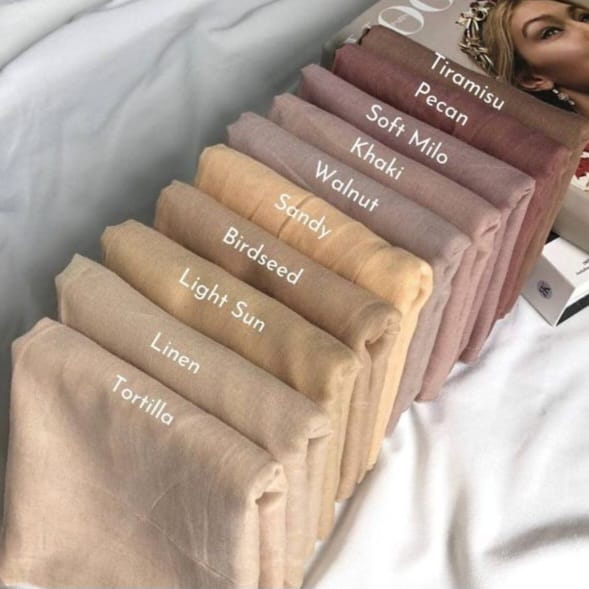 Tiramisu
Pecan
Soft Milo
Khaki
Walnut
Sandy
Birdseed
Light Sun
Linen
Tortilla